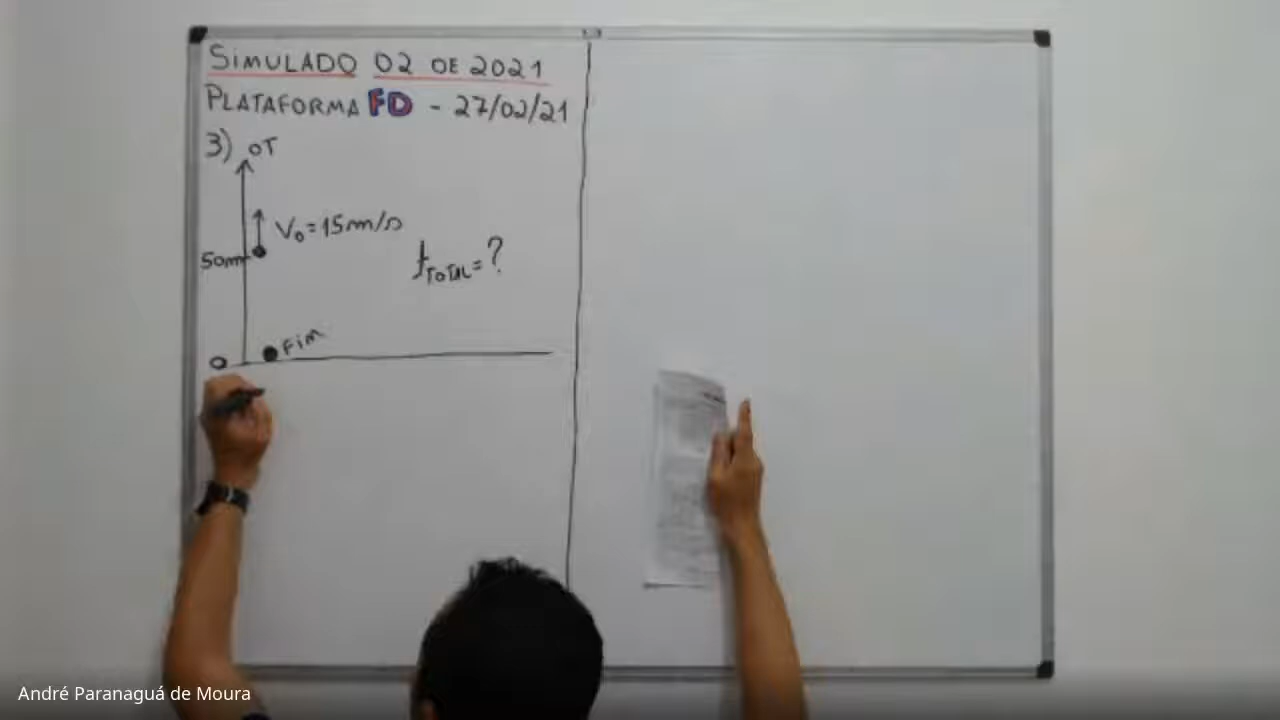 SIMULADO 02 DE 2021
PLATAFORMA FD - 27/02/21
3) OT
V₀=15m/s
50m
tTOTAL=?
FIM
0
André Paranaguá de Moura